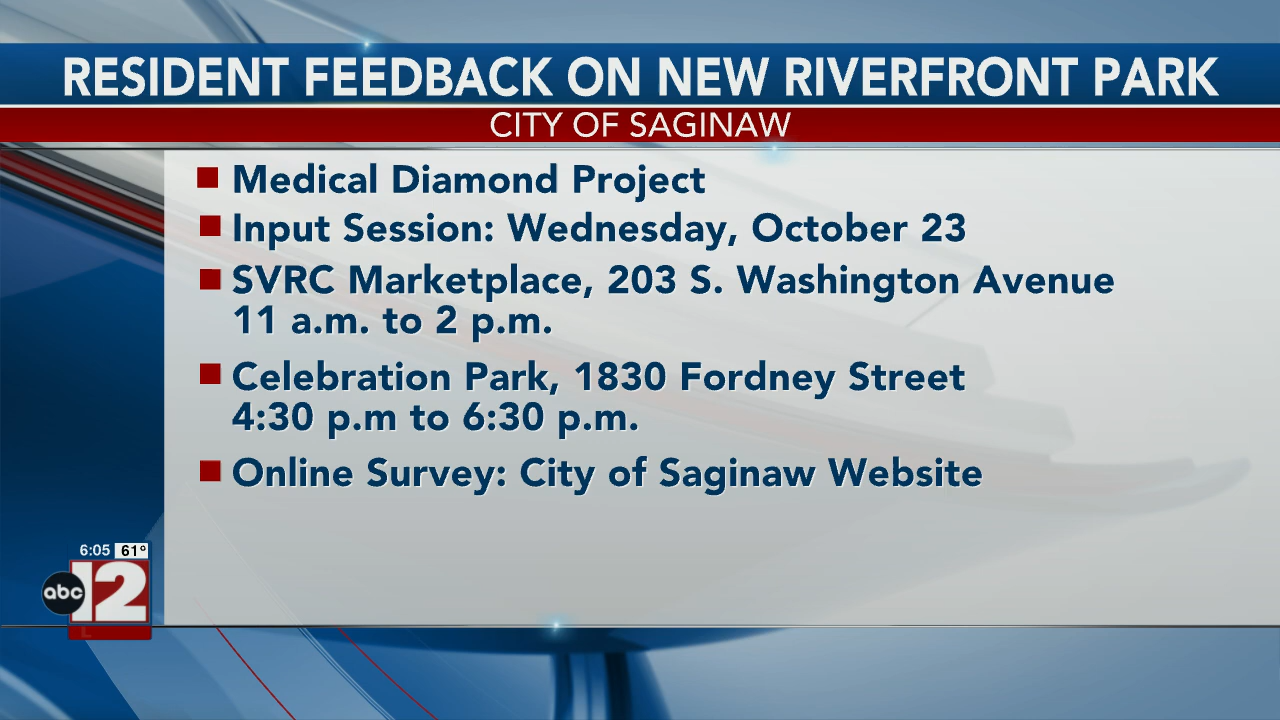 RESIDENT FEEDBACK ON NEW RIVERFRONT PARK
CITY OF SAGINAW
Medical Diamond Project
Input Session: Wednesday, October 23
SVRC Marketplace, 203 S. Washington Avenue
11 a.m. to 2 p.m.
Celebration Park, 1830 Fordney Street
4:30 p.m to 6:30 p.m.
Online Survey: City of Saginaw Website
6:05 61°
abc 12